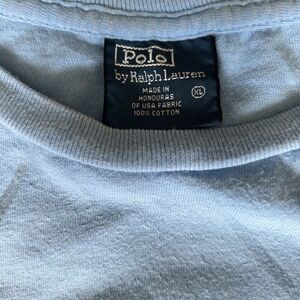 Polo
by Ralph Lauren
MADE IN
HONDURAS
OF USA FABRIC
100% COTTON
XL